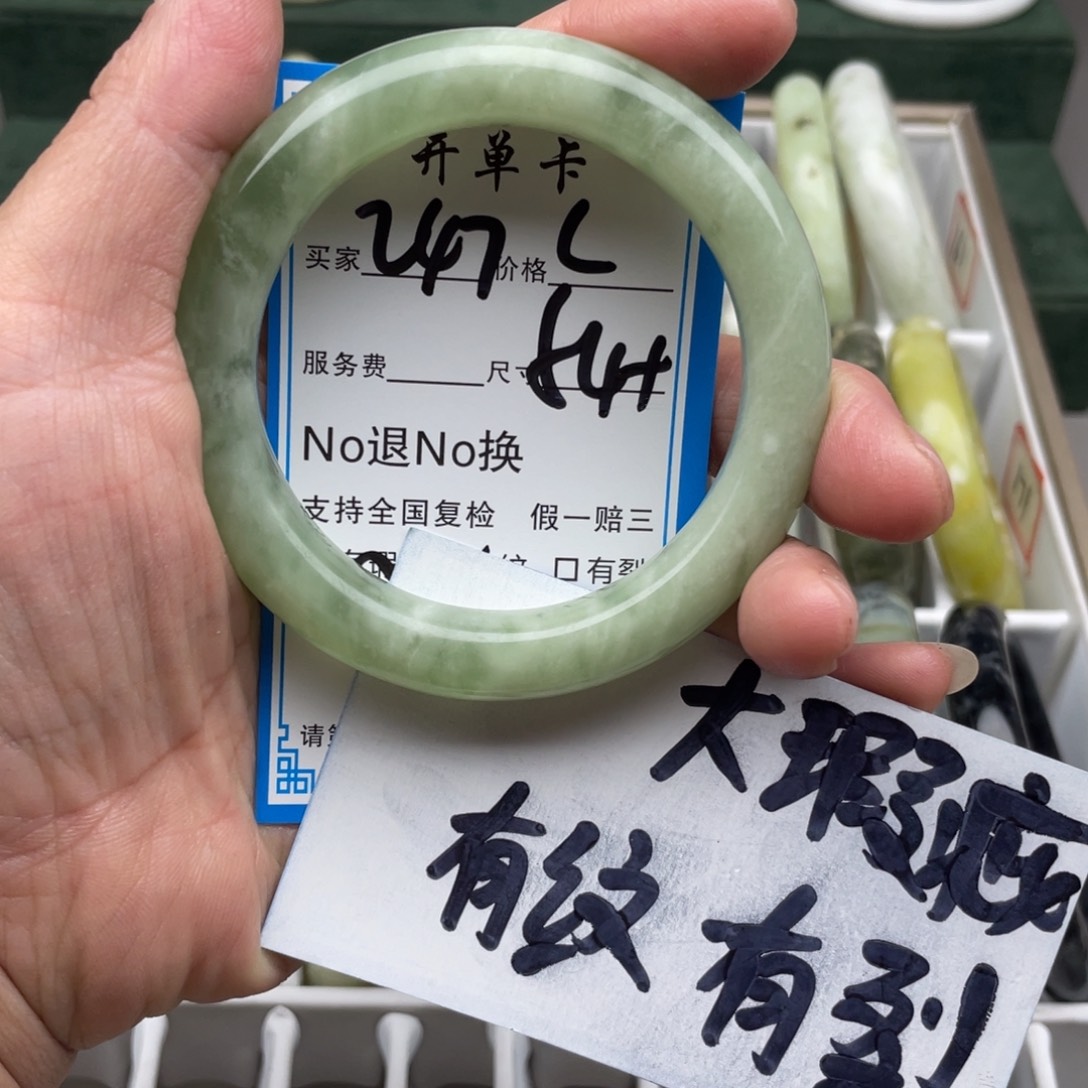 开单卡
买家 247 价格
服务费 尺寸
No退No换
支持全国复检 假一赔三
瑕 纹 口有裂
请
大瑕疵
有纹 有裂